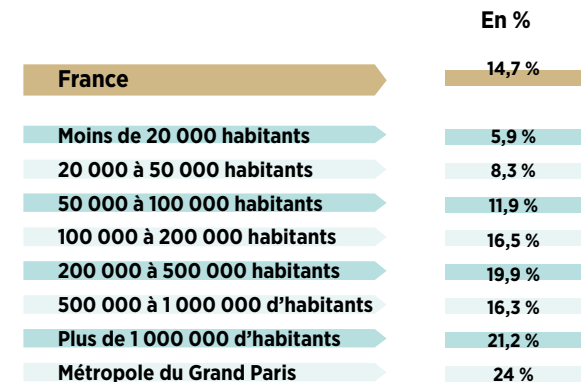 En %
France 14,7 %
Moins de 20 000 habitants 5,9 %
20 000 à 50 000 habitants 8,3 %
50 000 à 100 000 habitants 11,9 %
100 000 à 200 000 habitants 16,5 %
200 000 à 500 000 habitants 19,9 %
500 000 à 1 000 000 d’habitants 16,3 %
Plus de 1 000 000 d’habitants 21,2 %
Métropole du Grand Paris 24 %